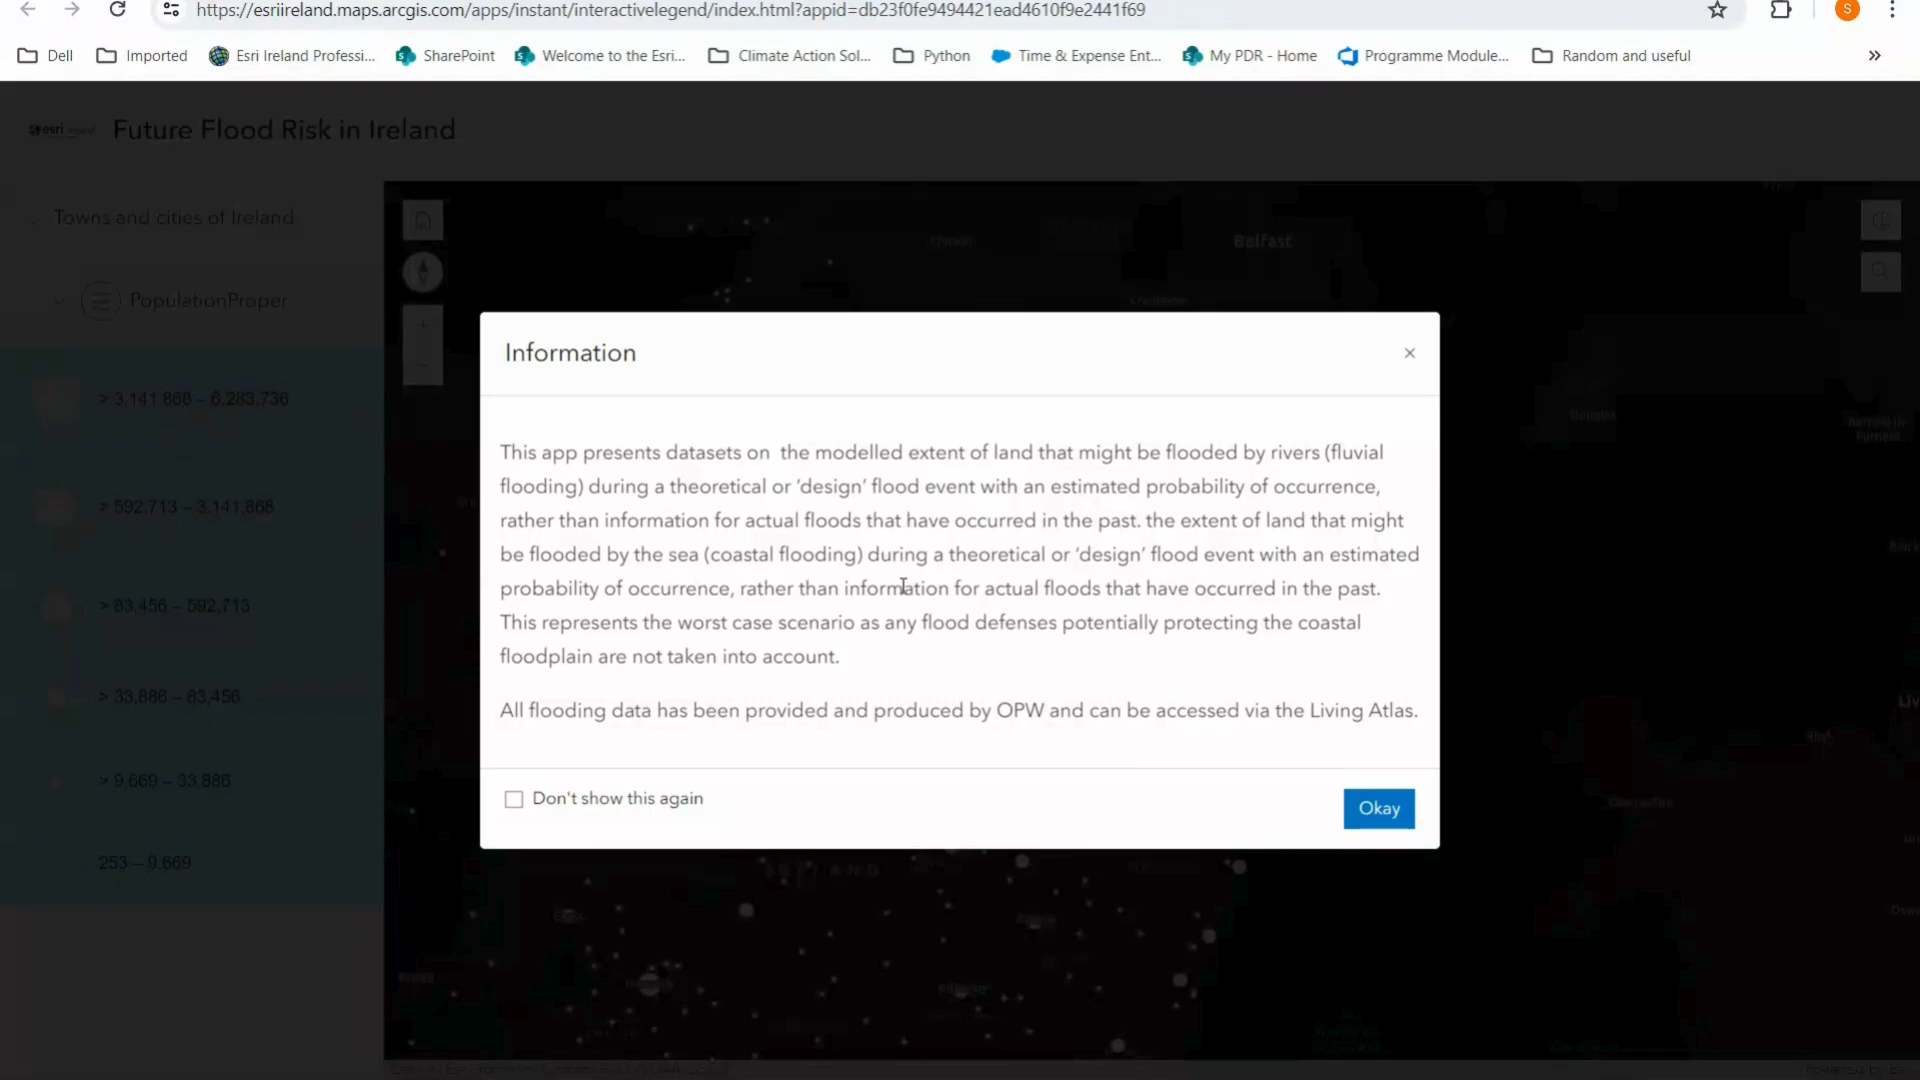 https://esriireland.maps.arcgis.com/apps/instant/interactivelegend/index.html?appid=db23f0fe9494421ead4610f9e2441f69
S
Dell
Imported
Esri Ireland Professi...
SharePoint
Welcome to the Esri...
Climate Action Sol...
Python
Time & Expense Ent...
My PDR - Home
Programme Module...
Random and useful
esri Ireland
Future Flood Risk in Ireland
Towns and cities of Ireland
PopulationProper
> 3,141,868 – 6,283,736
> 592,713 – 3,141,868
> 83,456 – 592,713
> 33,886 – 83,456
> 9,669 – 33,886
253 – 9,669
Belfast
Douglas
Barrow in
Furness
Information
This app presents datasets on  the modelled extent of land that might be flooded by rivers (fluvial
flooding) during a theoretical or ‘design’ flood event with an estimated probability of occurrence,
rather than information for actual floods that have occurred in the past. the extent of land that might
be flooded by the sea (coastal flooding) during a theoretical or ‘design’ flood event with an estimated
probability of occurrence, rather than information for actual floods that have occurred in the past.
This represents the worst case scenario as any flood defenses potentially protecting the coastal
floodplain are not taken into account.
All flooding data has been provided and produced by OPW and can be accessed via the Living Atlas.
Don't show this again
Okay